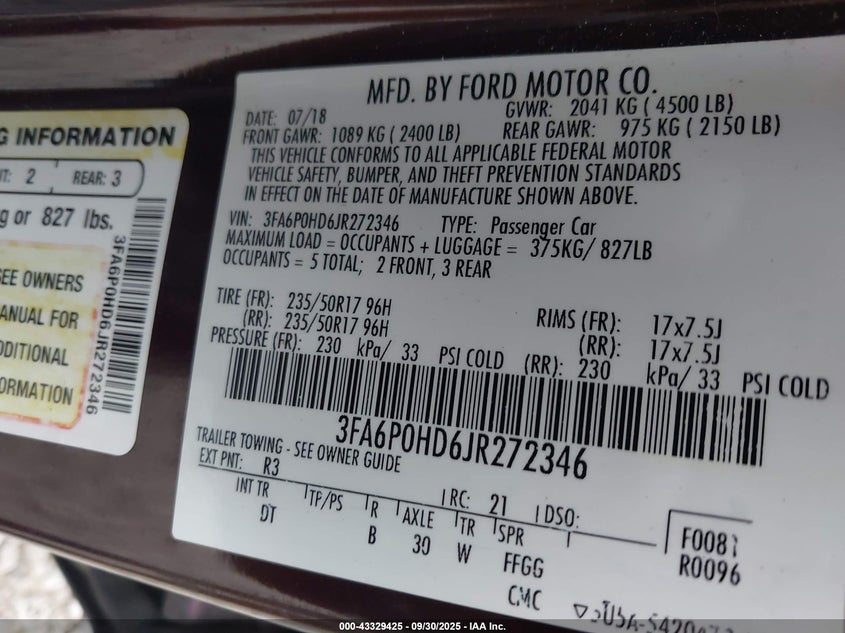 G INFORMATION
NT: 2 REAR: 3
g or 827 lbs.
SEE OWNERS
MANUAL FOR
ADDITIONAL
FORMATION
3FA6P0HD6JR272346
MFD. BY FORD MOTOR CO.
DATE: 07/18 GVWR: 2041 KG ( 4500 LB)
FRONT GAWR: 1089 KG ( 2400 LB) REAR GAWR: 975 KG ( 2150 LB)
THIS VEHICLE CONFORMS TO ALL APPLICABLE FEDERAL MOTOR
VEHICLE SAFETY, BUMPER, AND THEFT PREVENTION STANDARDS
IN EFFECT ON THE DATE OF MANUFACTURE SHOWN ABOVE.
VIN: 3FA6P0HD6JR272346 TYPE: Passenger Car
MAXIMUM LOAD = OCCUPANTS + LUGGAGE = 375KG/ 827LB
OCCUPANTS = 5 TOTAL; 2 FRONT, 3 REAR
TIRE (FR): 235/50R17 96H RIMS (FR): 17x7.5J
(RR): 235/50R17 96H (RR): 17x7.5J
PRESSURE (FR): 230 kPa/ 33 PSI COLD (RR): 230 kPa/ 33 PSI COLD
3FA6P0HD6JR272346
TRAILER TOWING - SEE OWNER GUIDE
EXT PNT: R3 RC: 21 DSO:
INT TR TP/PS R AXLE TR SPR
DT B 39 W FFGG
CMC
F0081
R0096
000-43329425 - 09/30/2025 - IAA Inc.